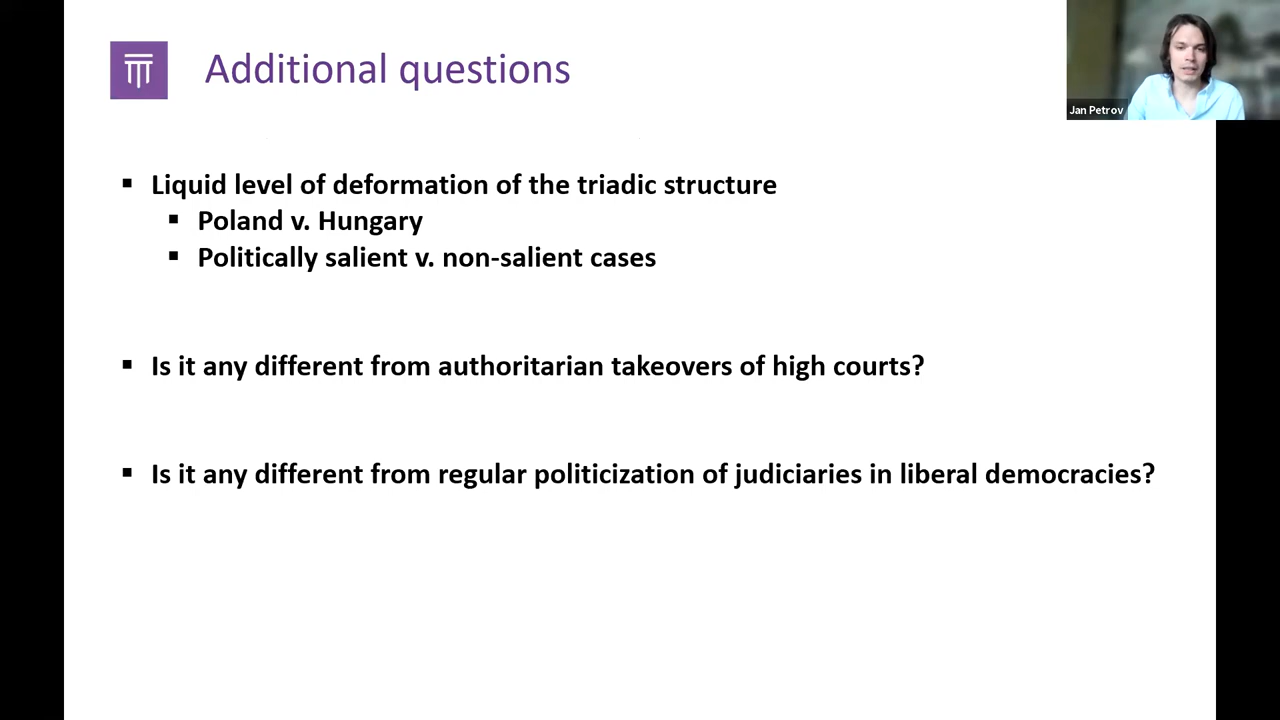 Additional questions
Jan Petrov
▪ Liquid level of deformation of the triadic structure
▪ Poland v. Hungary
▪ Politically salient v. non-salient cases
▪ Is it any different from authoritarian takeovers of high courts?
▪ Is it any different from regular politicization of judiciaries in liberal democracies?